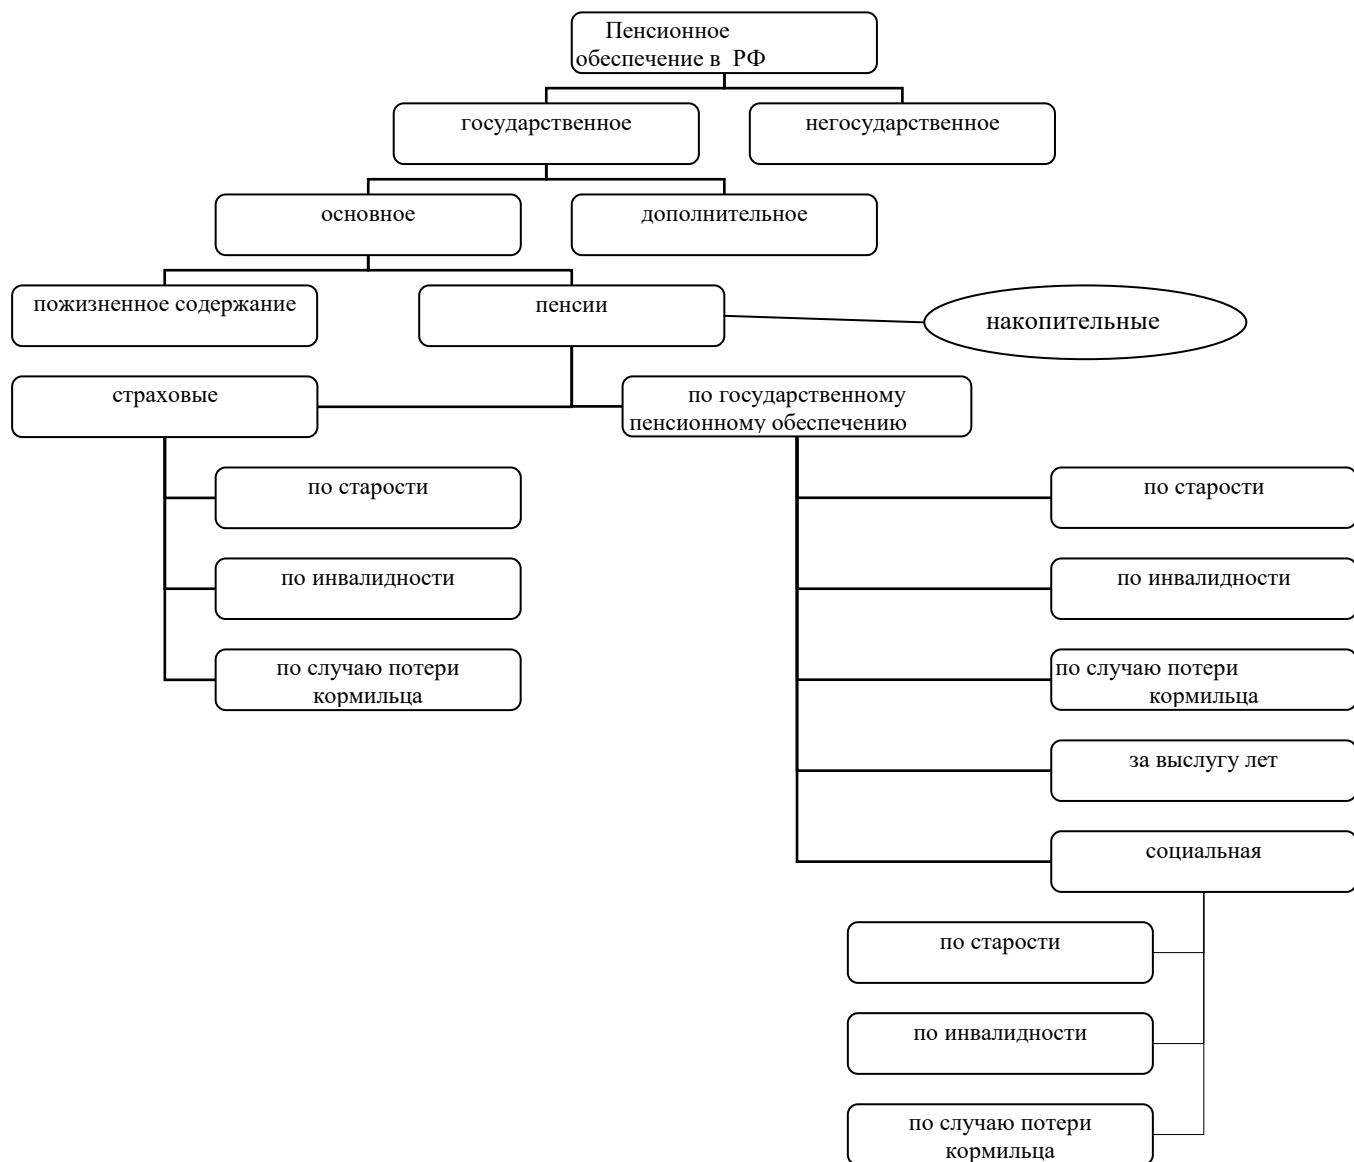 Пенсионное
обеспечение в РФ
государственное
негосударственное
основное
дополнительное
пожизненное содержание
пенсии
накопительные
страховые
по государственному
пенсионному обеспечению
по старости
по старости
по инвалидности
по инвалидности
по случаю потери
кормильца
по случаю потери
кормильца
за выслугу лет
социальная
по старости
по инвалидности
по случаю потери
кормильца